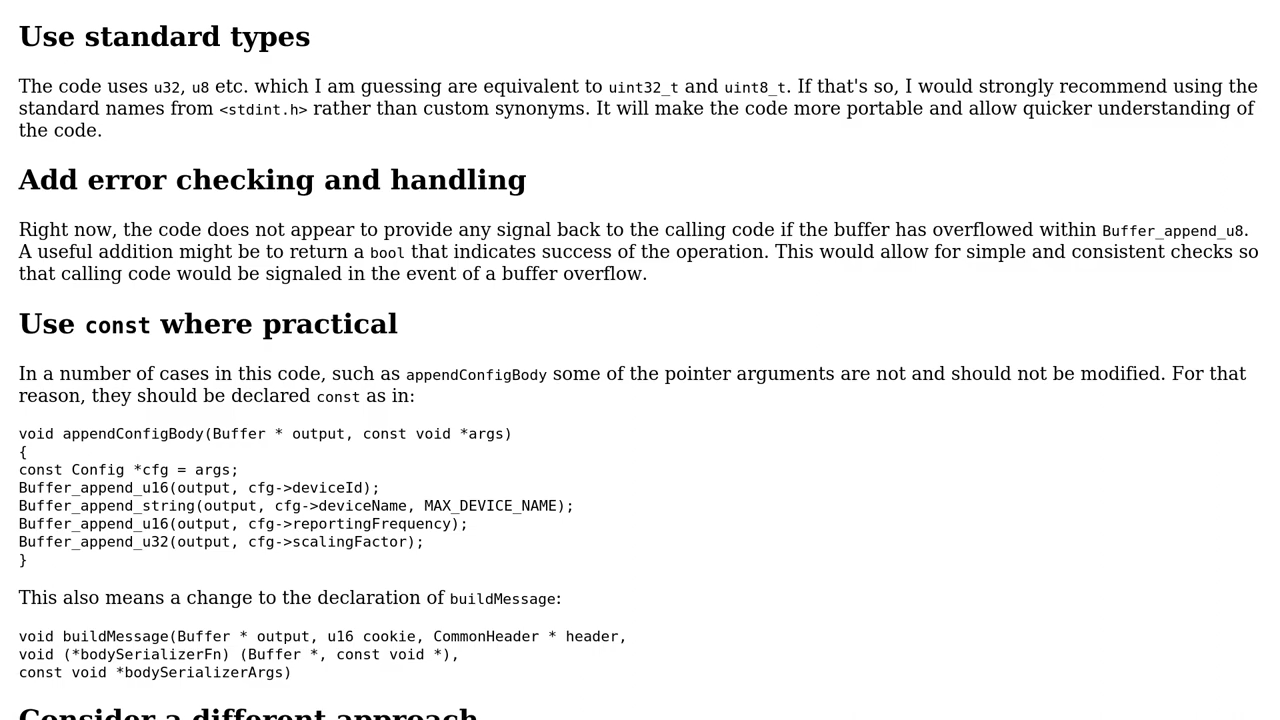 Use standard types
The code uses u32, u8 etc. which I am guessing are equivalent to uint32_t and uint8_t. If that's so, I would strongly recommend using the
standard names from <stdint.h> rather than custom synonyms. It will make the code more portable and allow quicker understanding of
the code.
Add error checking and handling
Right now, the code does not appear to provide any signal back to the calling code if the buffer has overflowed within Buffer_append_u8.
A useful addition might be to return a bool that indicates success of the operation. This would allow for simple and consistent checks so
that calling code would be signaled in the event of a buffer overflow.
Use const where practical
In a number of cases in this code, such as appendConfigBody some of the pointer arguments are not and should not be modified. For that
reason, they should be declared const as in:
void appendConfigBody(Buffer * output, const void *args)
{
const Config *cfg = args;
Buffer_append_u16(output, cfg->deviceId);
Buffer_append_string(output, cfg->deviceName, MAX_DEVICE_NAME);
Buffer_append_u16(output, cfg->reportingFrequency);
Buffer_append_u32(output, cfg->scalingFactor);
}
This also means a change to the declaration of buildMessage:
void buildMessage(Buffer * output, u16 cookie, CommonHeader * header,
void (*bodySerializerFn) (Buffer *, const void *),
const void *bodySerializerArgs)
Consider a different approach